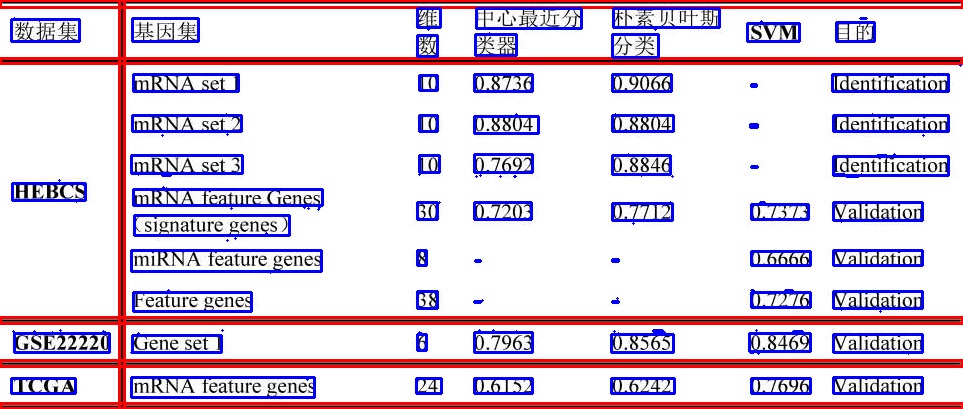 数据集 基因集 维数 中心最近分类器 朴素贝叶斯分类 SVM 目的
HEBCS
mRNA set 1 10 0.8736 0.9066 - Identification
mRNA set 2 10 0.8804 0.8804 - Identification
mRNA set 3 10 0.7692 0.8846 - Identification
mRNA feature Genes
（signature genes） 30 0.7203 0.7712 0.7373 Validation
miRNA feature genes 8 - - 0.6666 Validation
Feature genes 38 - - 0.7276 Validation
GSE22220 Gene set 1 6 0.7963 0.8565 0.8469 Validation
TCGA mRNA feature genes 24 0.6152 0.6242 0.7696 Validation